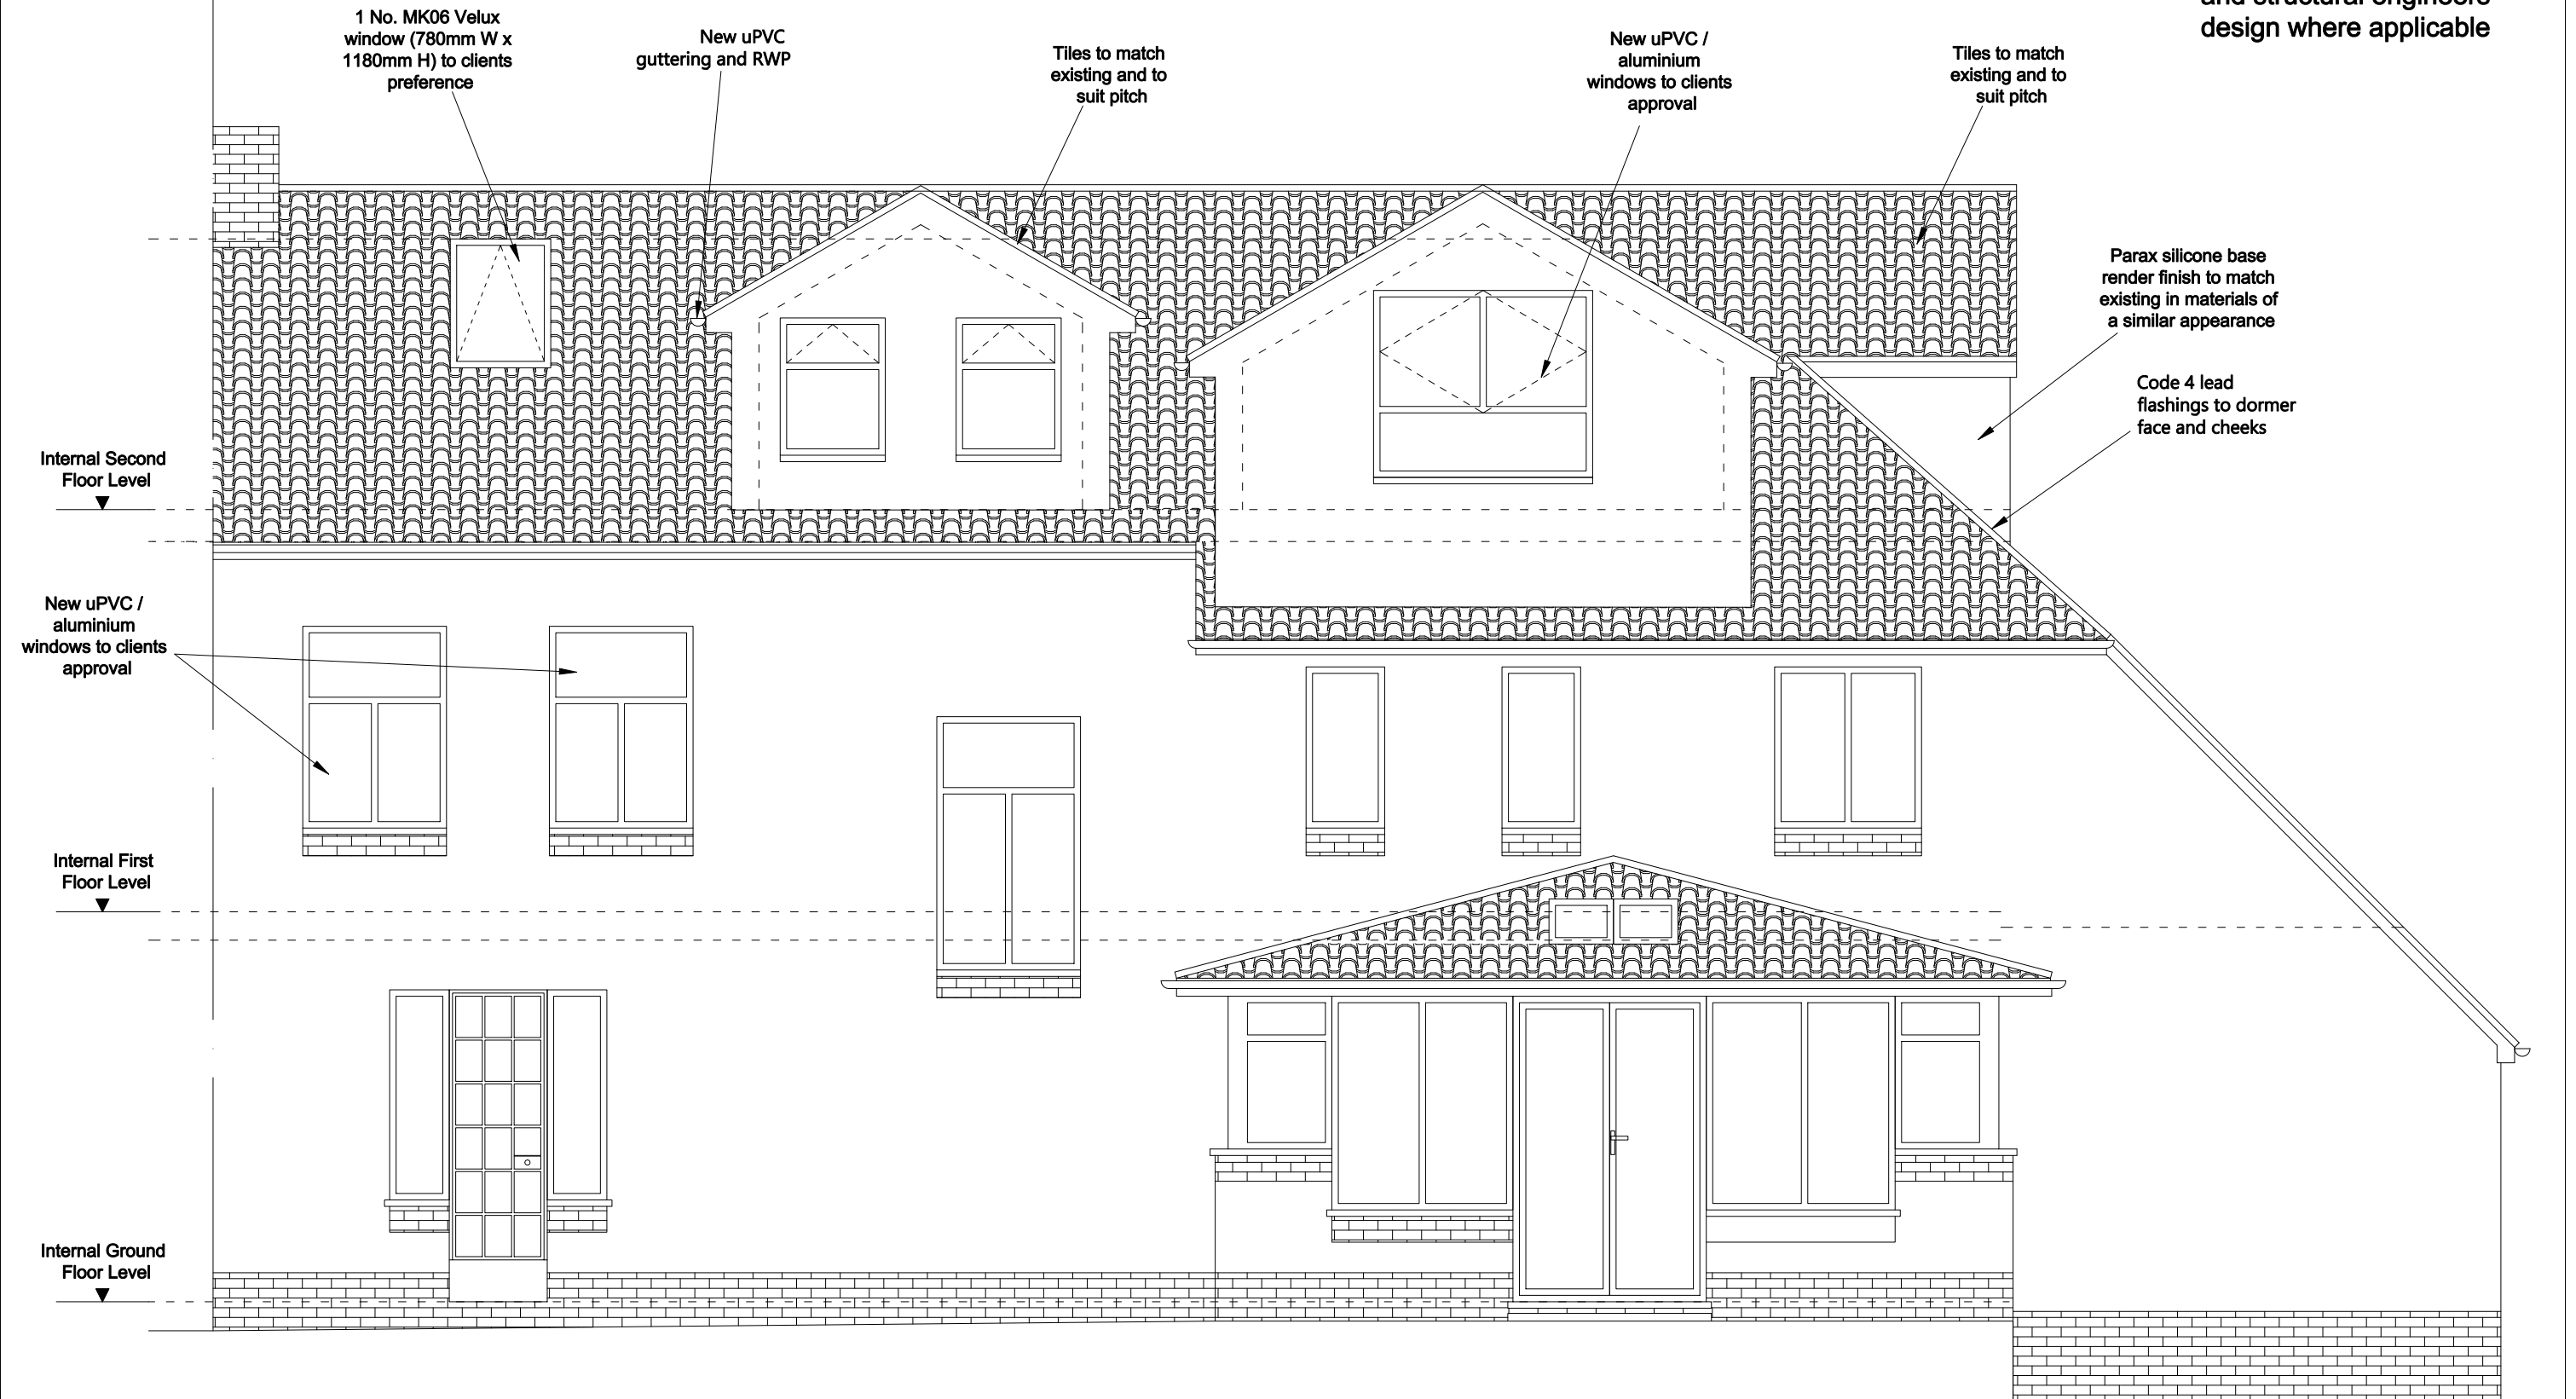 and structural engineers
design where applicable
1 No. MK06 Velux
window (780mm W x
1180mm H) to clients
preference
New uPVC
guttering and RWP
Tiles to match
existing and to
suit pitch
New uPVC /
aluminium
windows to clients
approval
Tiles to match
existing and to
suit pitch
Parax silicone base
render finish to match
existing in materials of
a similar appearance
Code 4 lead
flashings to dormer
face and cheeks
Internal Second
Floor Level
New uPVC /
aluminium
windows to clients
approval
Internal First
Floor Level
Internal Ground
Floor Level